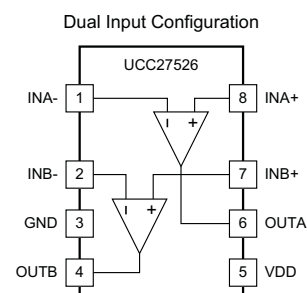 Dual Input Configuration
UCC27526
INA- 1 8 INA+
- +
INB- 2 7 INB+
- +
GND 3 6 OUTA
OUTB 4 5 VDD